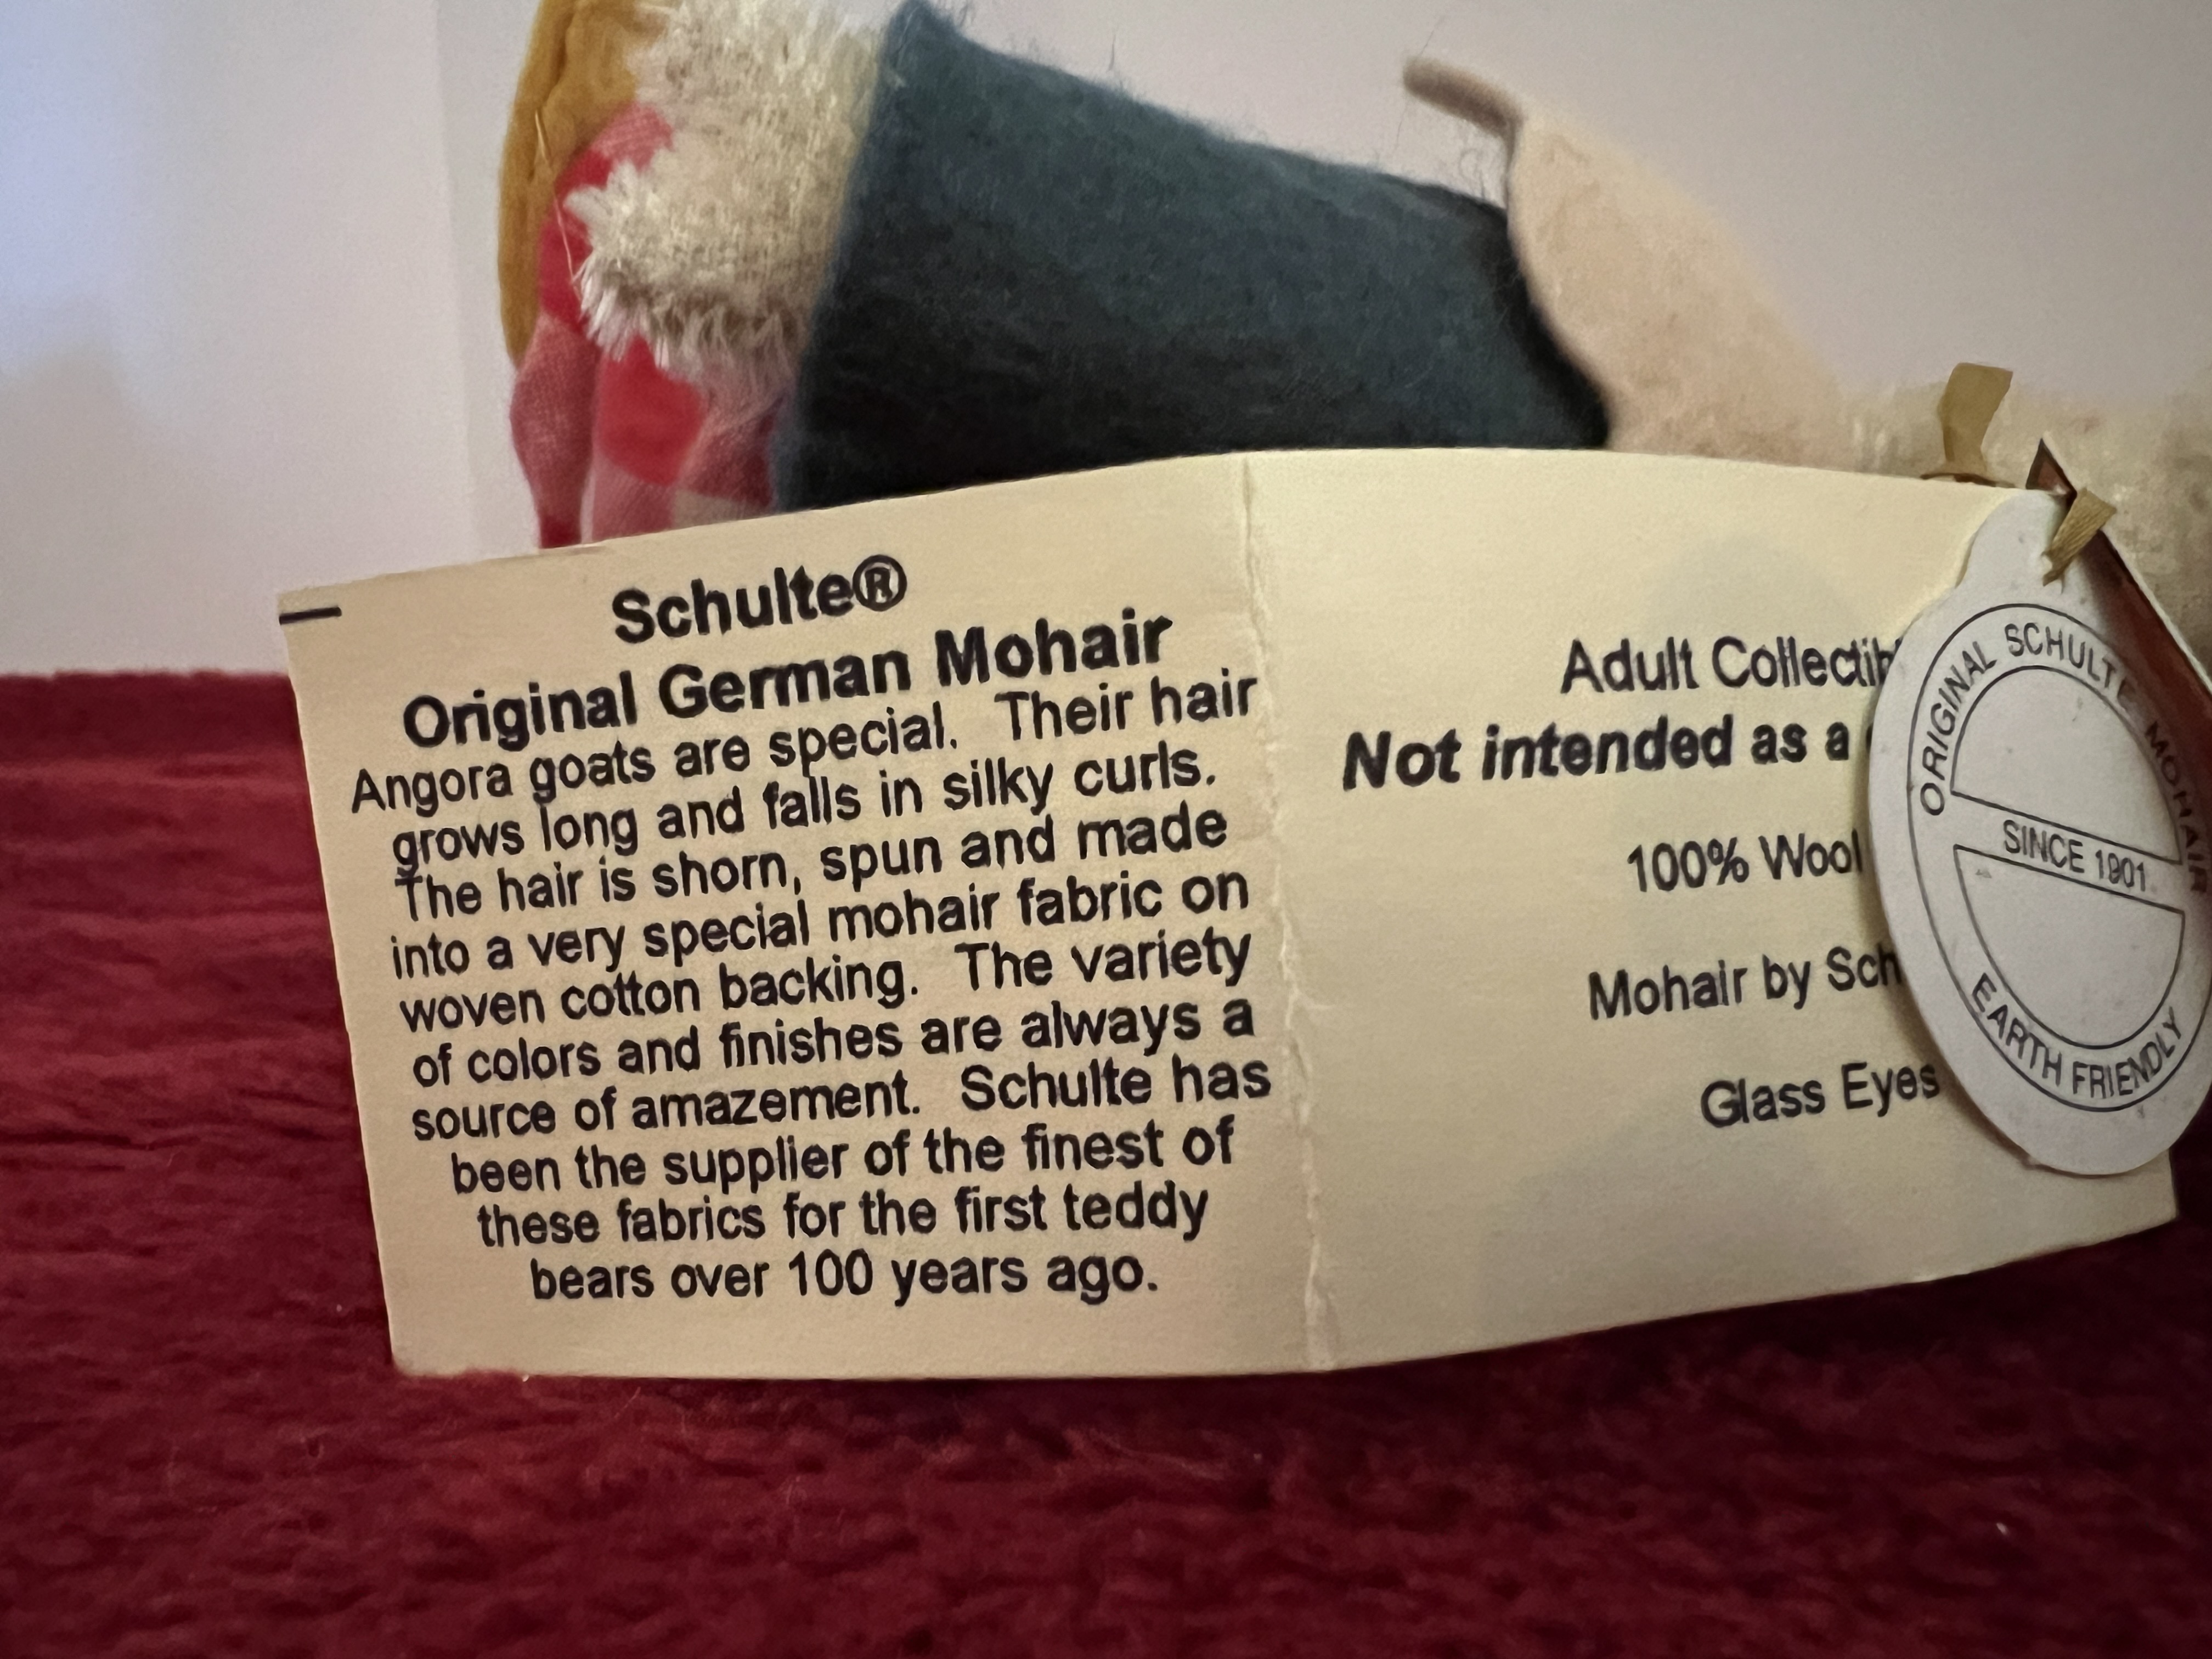 Schulte®
Original German Mohair
Angora goats are special. Their hair
grows long and falls in silky curls.
The hair is shorn, spun and made
into a very special mohair fabric on
woven cotton backing. The variety
of colors and finishes are always a
source of amazement. Schulte has
been the supplier of the finest of
these fabrics for the first teddy
bears over 100 years ago.
Adult
Not intended as a
100% Wool
Mohair by
Glass Eyes
ORIGINAL SCHULTE MOHAIR
SINCE 1901
EARTH FRIENDLY